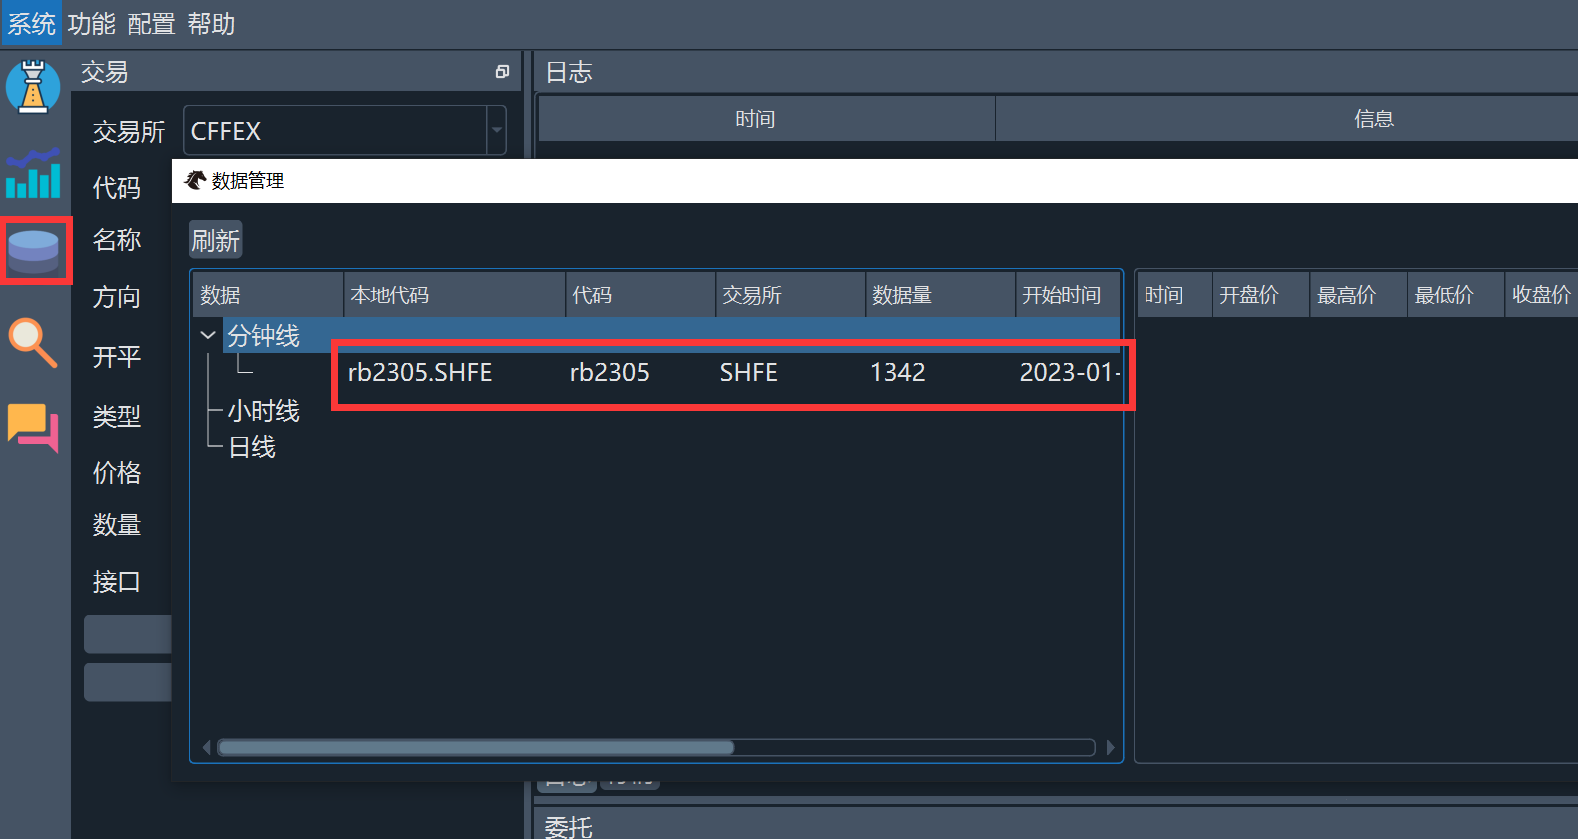 系统 功能 配置 帮助
交易
日志
交易所 CFFEX
时间 信息
数据管理
代码
名称
方向
开平
类型
价格
数量
接口
刷新
数据 本地代码 代码 交易所 数据量 开始时间
时间 开盘价 最高价 最低价 收盘价
分钟线
rb2305.SHFE rb2305 SHFE 1342 2023-01-
小时线
日线
委托